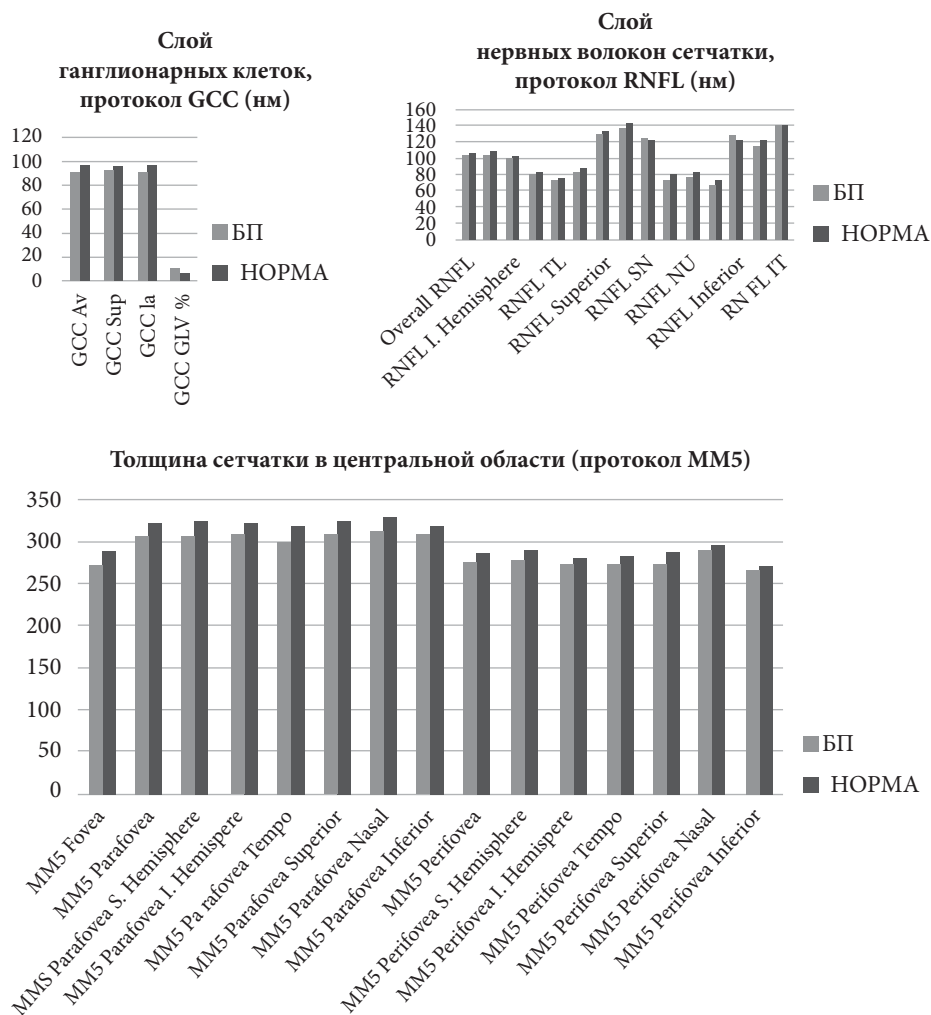 Слой
ганглионарных клеток,
протокол GCC (нм)
120
100
80
60
40
20
0
GCC Av
GCC Sup
GCC la
GCC GLV %
БП
НОРМА
Слой
нервных волокон сетчатки,
протокол RNFL (нм)
160
140
120
100
80
60
40
20
0
Overall RNFL
RNFL I. Hemisphere
RNFL TL
RNFL Superior
RNFL SN
RNFL NU
RNFL Inferior
RN FL IT
БП
НОРМА
Толщина сетчатки в центральной области (протокол MM5)
350
300
250
200
150
100
50
0
MM5 Fovea
MM5 Parafovea
MMS Parafovea S. Hemisphere
MM5 Parafovea I. Hemispere
MM5 Pa rafovea Tempo
MM5 Parafovea Superior
MM5 Parafovea Nasal
MM5 Parafovea Inferior
MM5 Perifovea
MM5 Perifovea S. Hemisphere
MM5 Perifovea I. Hemispere
MM5 Perifovea Tempo
MM5 Perifovea Superior
MM5 Perifovea Nasal
MM5 Perifovea Inferior
БП
НОРМА